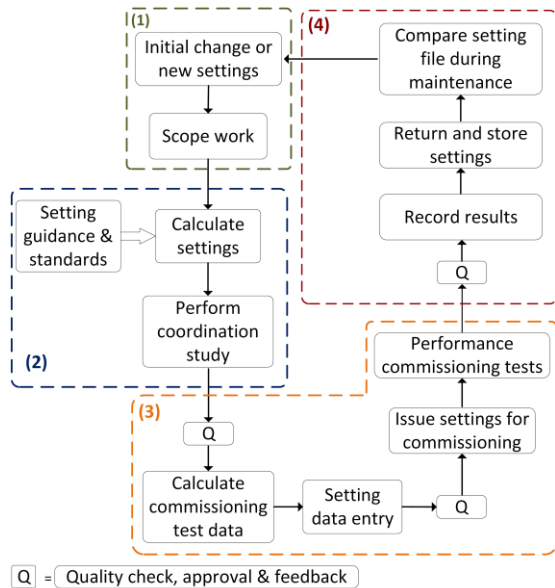 (1)
Initial change or
new settings
Scope work
(2)
Setting
guidance &
standards
Calculate
settings
Perform
coordination
study
(3)
Q
Calculate
commissioning
test data
Setting
data entry
Q
Issue settings for
commissioning
Performance
commissioning tests
(4)
Q
Record results
Return and store
settings
Compare setting
file during
maintenance
Q = Quality check, approval & feedback